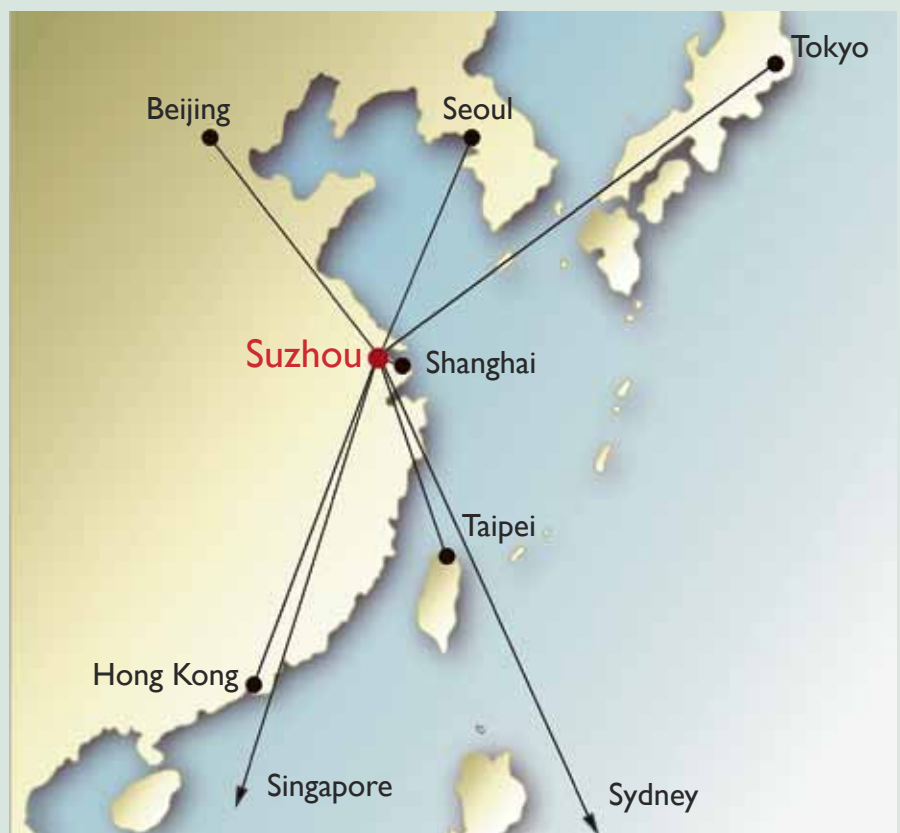 Tokyo
Beijing
Seoul
Suzhou
Shanghai
Taipei
Hong Kong
Singapore
Sydney